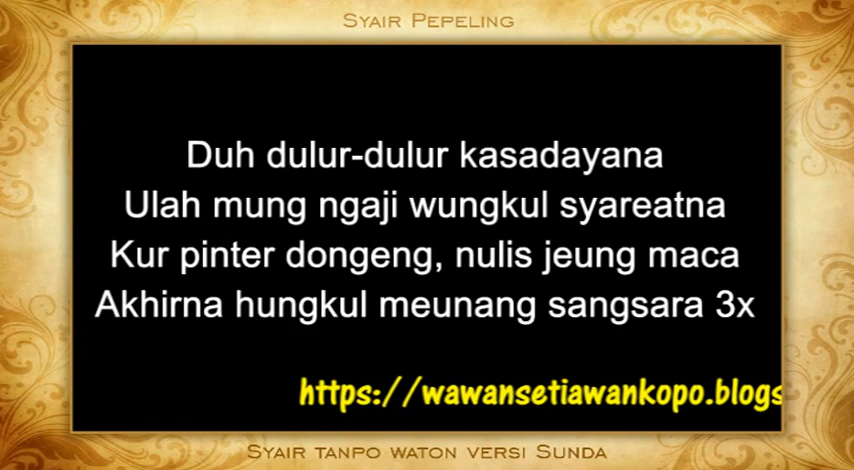 Syair Pepeling
Duh dulur-dulur kasadayana
Ulah mung ngaji wungkul syareatna
Kur pinter dongeng, nulis jeung maca
Akhirna hungkul meunang sangsara 3x
https://wawansetiawankopo.blogs
Syair tanpo waton versi Sunda